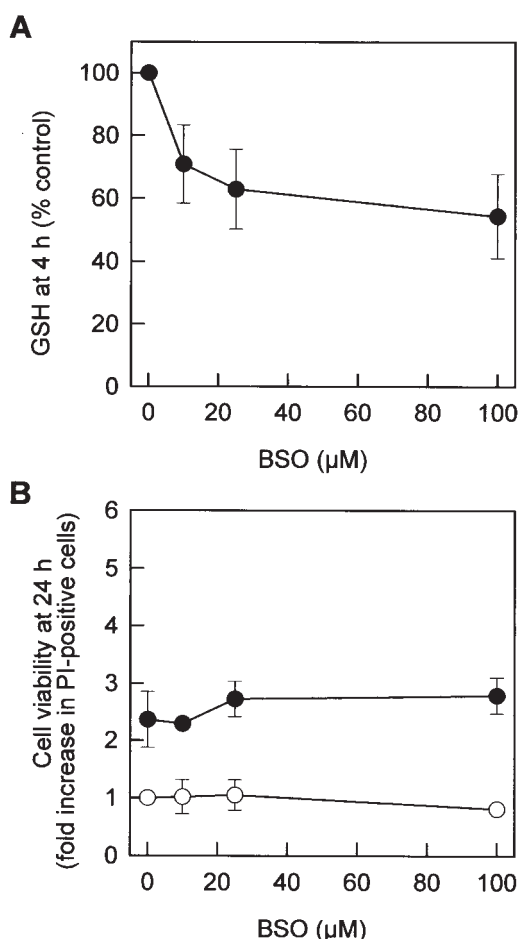 A
GSH at 4 h (% control)
100
80
60
40
20
0
0 20 40 60 80 100
BSO (µM)
B
Cell viability at 24 h
(fold increase in PI-positive cells)
6
5
4
3
2
1
0
0 20 40 60 80 100
BSO (µM)